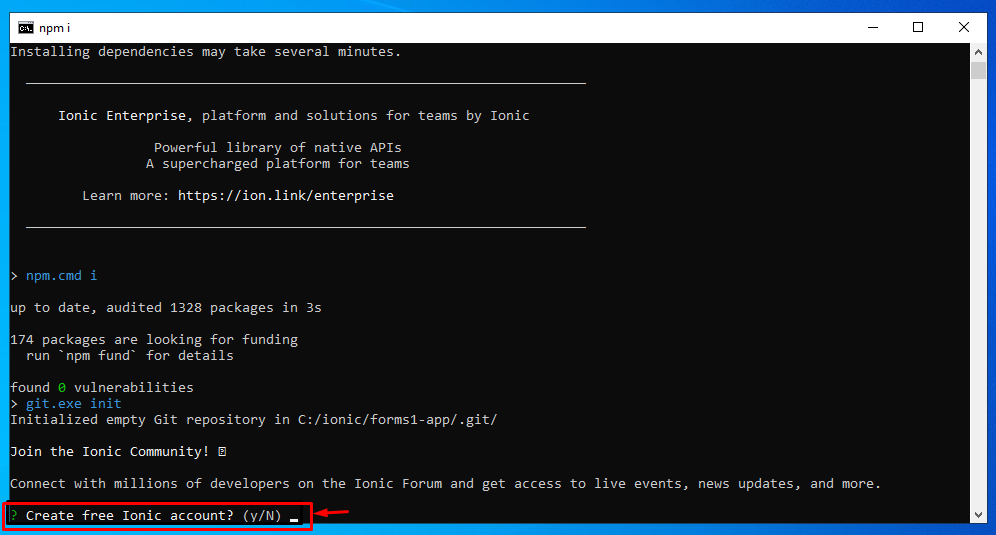 npm i
Installing dependencies may take several minutes.
Ionic Enterprise, platform and solutions for teams by Ionic
Powerful library of native APIs
A supercharged platform for teams
Learn more: https://ion.link/enterprise
> npm.cmd i
up to date, audited 1328 packages in 3s
174 packages are looking for funding
run `npm fund` for details
found 0 vulnerabilities
> git.exe init
Initialized empty Git repository in C:/ionic/forms1-app/.git/
Join the Ionic Community!
Connect with millions of developers on the Ionic Forum and get access to live events, news updates, and more.
? Create free Ionic account? (y/N)